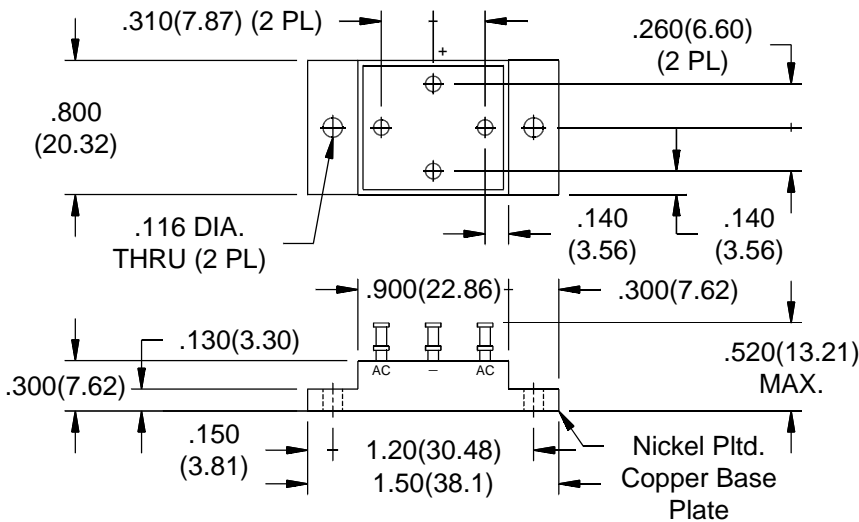 .310(7.87) (2 PL)
+
.260(6.60)
(2 PL)
.800
(20.32)
.116 DIA.
THRU (2 PL)
.140
(3.56)
.140
(3.56)
.900(22.86)
.300(7.62)
.130(3.30)
.300(7.62)
AC
–
AC
.520(13.21)
MAX.
.150
(3.81)
1.20(30.48)
1.50(38.1)
Nickel Pltd.
Copper Base
Plate